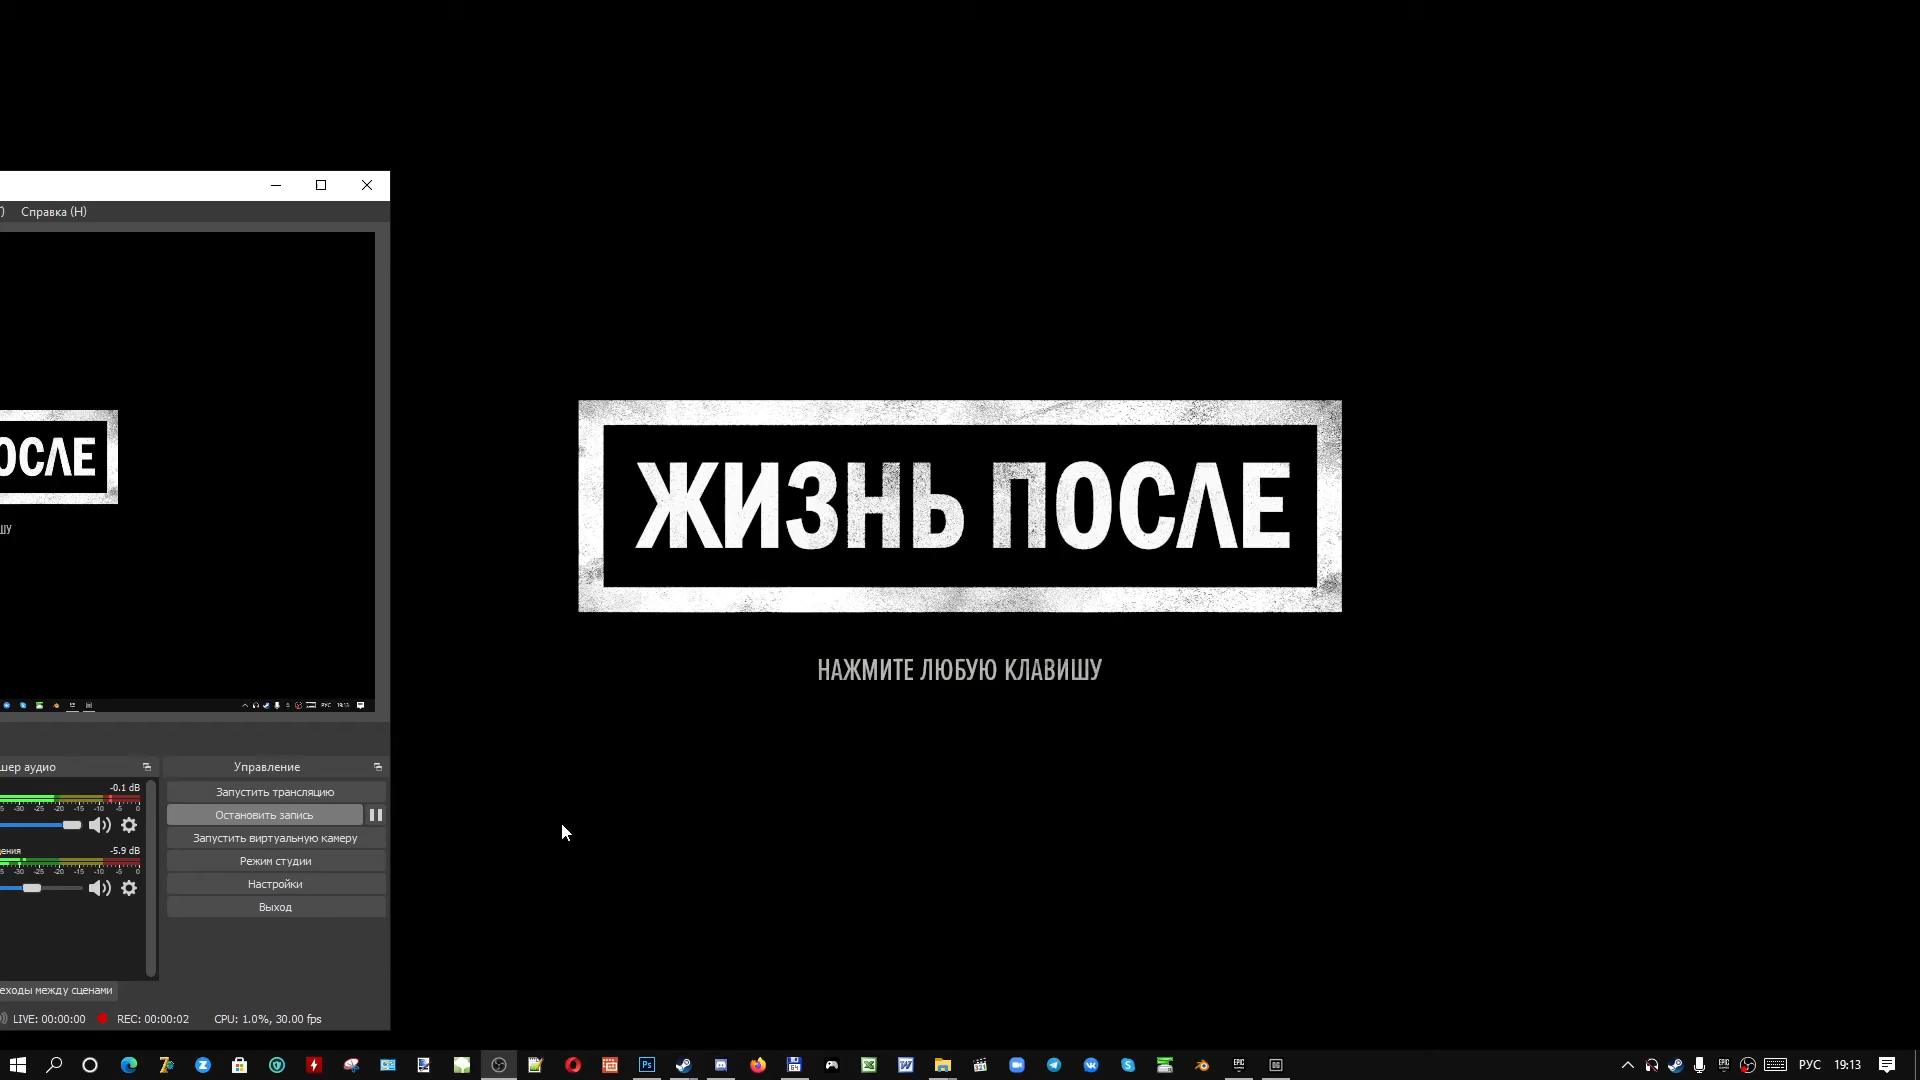 Справка (H)
ОСЛЕ
шу
шер аудио
-0.1 dB
-5.9 dB
Управление
Запустить трансляцию
Остановить запись
Запустить виртуальную камеру
Режим студии
Настройки
Выход
еходы между сценами
LIVE: 00:00:00
REC: 00:00:02
CPU: 1.0%, 30.00 fps
ЖИЗНЬ ПОСЛЕ
НАЖМИТЕ ЛЮБУЮ КЛАВИШУ
РУС
19:13